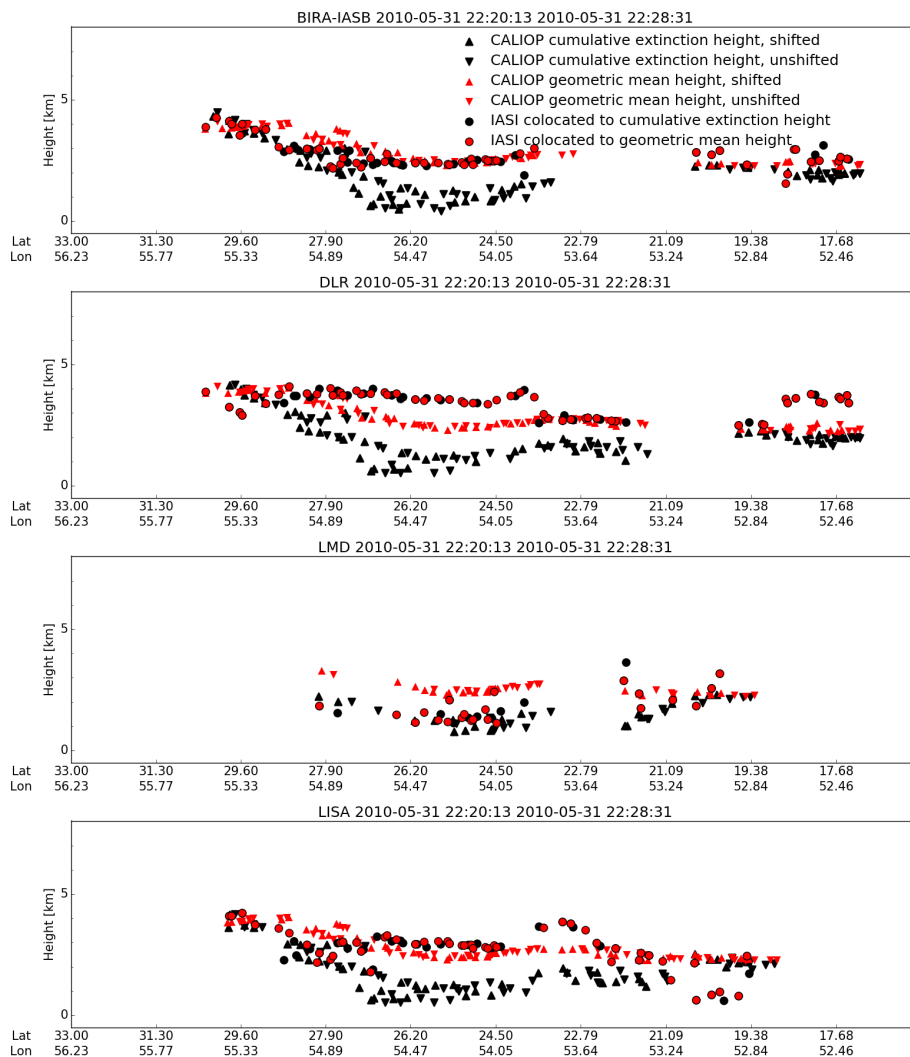 BIRA-IASB 2010-05-31 22:20:13 2010-05-31 22:28:31
CALIOP cumulative extinction height, shifted
CALIOP cumulative extinction height, unshifted
CALIOP geometric mean height, shifted
CALIOP geometric mean height, unshifted
IASI colocated to cumulative extinction height
IASI colocated to geometric mean height
Height [km]
5
0
Lat 33.00 31.30 29.60 27.90 26.20 24.50 22.79 21.09 19.38 17.68
Lon 56.23 55.77 55.33 54.89 54.47 54.05 53.64 53.24 52.84 52.46
DLR 2010-05-31 22:20:13 2010-05-31 22:28:31
Height [km]
5
0
Lat 33.00 31.30 29.60 27.90 26.20 24.50 22.79 21.09 19.38 17.68
Lon 56.23 55.77 55.33 54.89 54.47 54.05 53.64 53.24 52.84 52.46
LMD 2010-05-31 22:20:13 2010-05-31 22:28:31
Height [km]
5
0
Lat 33.00 31.30 29.60 27.90 26.20 24.50 22.79 21.09 19.38 17.68
Lon 56.23 55.77 55.33 54.89 54.47 54.05 53.64 53.24 52.84 52.46
LISA 2010-05-31 22:20:13 2010-05-31 22:28:31
Height [km]
5
0
Lat 33.00 31.30 29.60 27.90 26.20 24.50 22.79 21.09 19.38 17.68
Lon 56.23 55.77 55.33 54.89 54.47 54.05 53.64 53.24 52.84 52.46